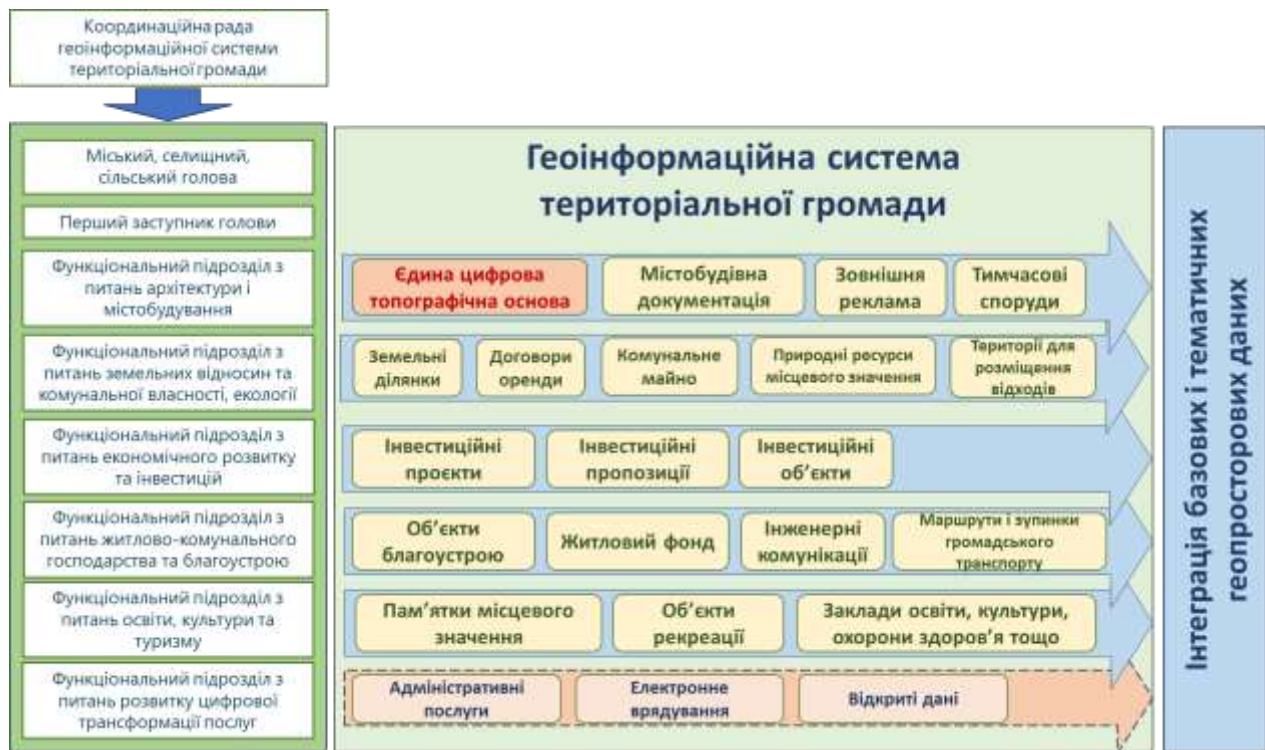 Координаційна рада
геоінформаційної системи
територіальної громади
Міський, селищний,
сільський голова
Перший заступник голови
Функціональний підрозділ з
питань архітектури і
містобудування
Функціональний підрозділ з
питань земельних відносин та
комунальної власності, екології
Функціональний підрозділ з
питань економічного розвитку
та інвестицій
Функціональний підрозділ з
питань житлово-комунального
господарства та благоустрою
Функціональний підрозділ з
питань освіти, культури та
туризму
Функціональний підрозділ з
питань розвитку цифрової
трансформації послуг
Геоінформаційна система
територіальної громади
Єдина цифрова
топографічна основа
Містобудівна
документація
Зовнішня
реклама
Тимчасові
споруди
Земельні
ділянки
Договори
оренди
Комунальне
майно
Природні ресурси
місцевого значення
Території для
розміщення
відходів
Інвестиційні
проєкти
Інвестиційні
пропозиції
Інвестиційні
об’єкти
Об’єкти
благоустрою
Житловий фонд
Інженерні
комунікації
Маршрути і зупинки
громадського
транспорту
Пам’ятки місцевого
значення
Об’єкти
рекреації
Заклади освіти, культури,
охорони здоров’я тощо
Адміністративні
послуги
Електронне
врядування
Відкриті дані
Інтеграція базових і тематичних
геопросторових даних